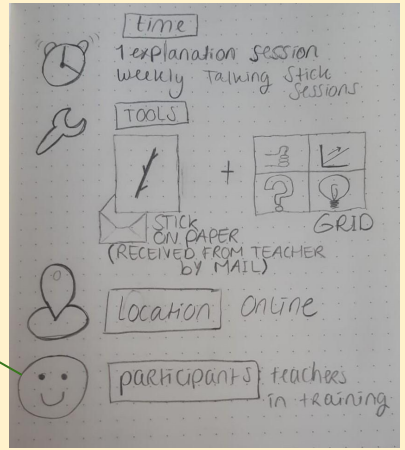 time
1 explanation session
weekly Talking Stick
Sessions
TOOLS
+
?
STICK
ON PAPER
GRID
(RECEIVED FROM TEACHER
by MAIL)
location Online
participants teachers
in training